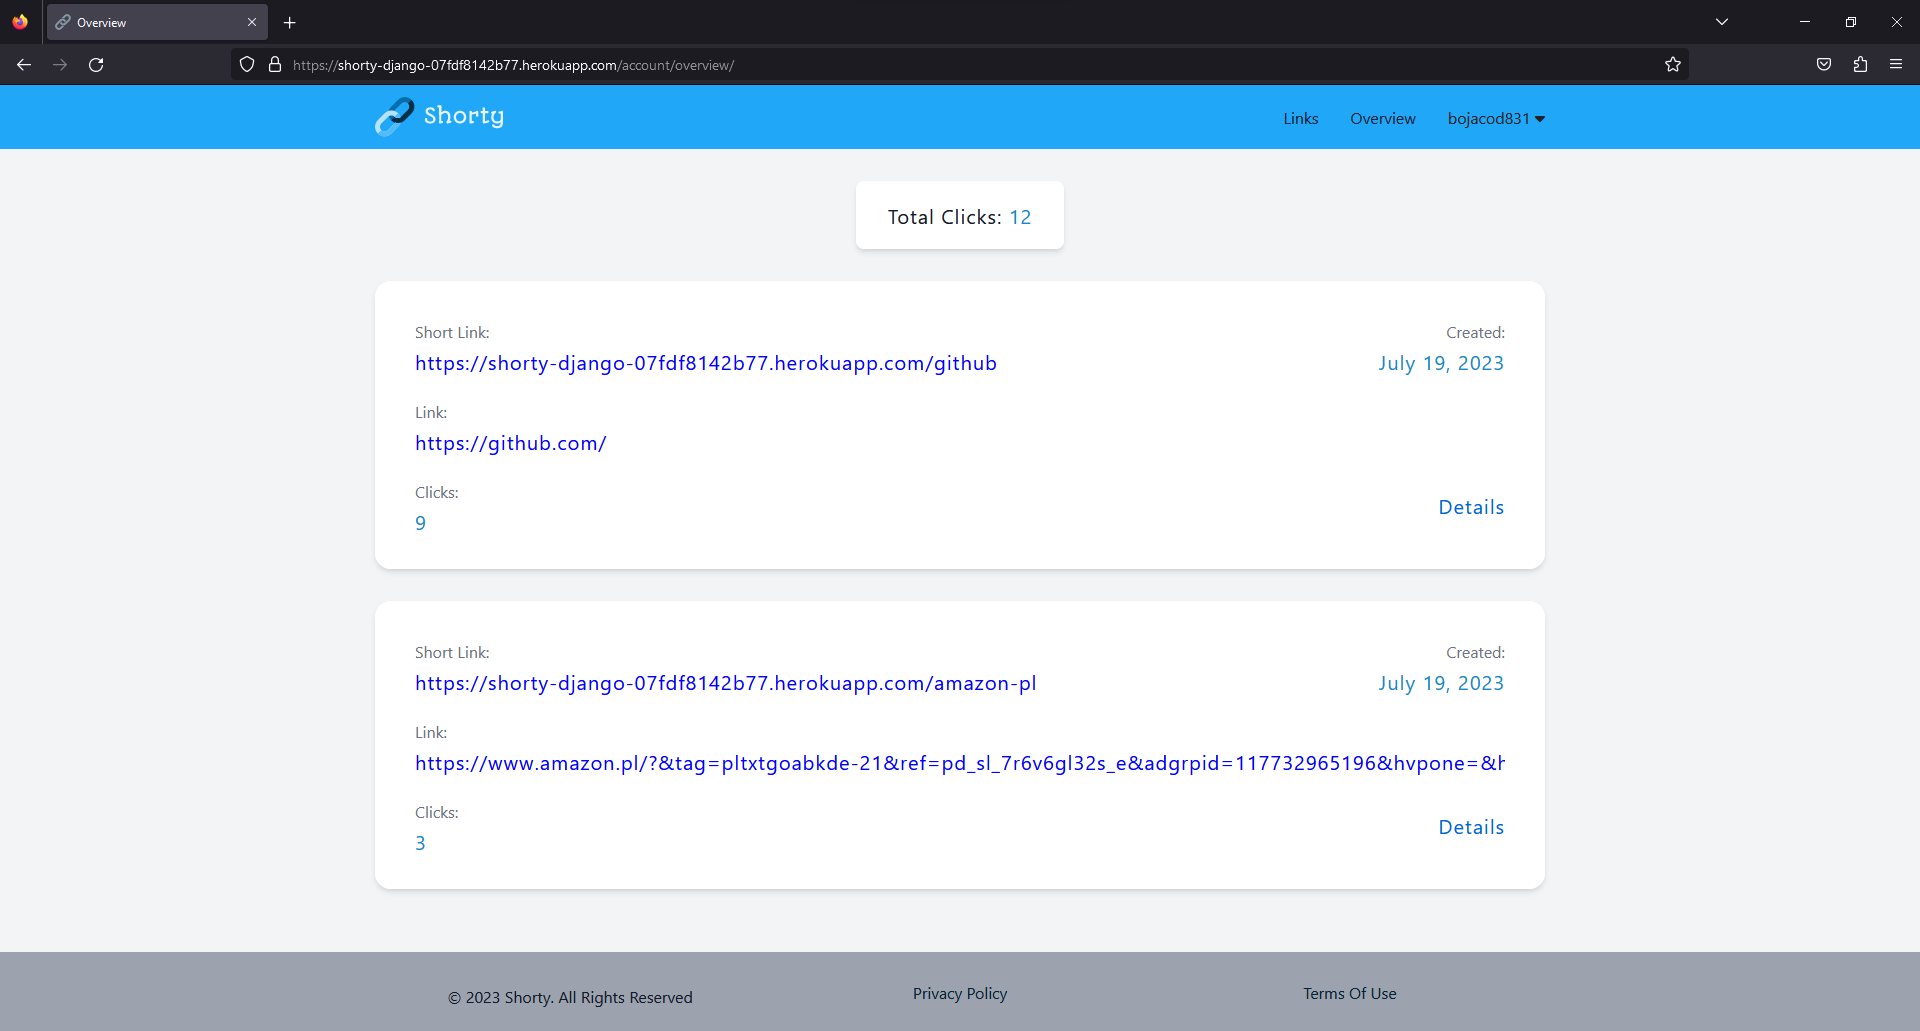 Overview
https://shorty-django-07fdf8142b77.herokuapp.com/account/overview/
Shorty
Links Overview bojacod831
Total Clicks: 12
Short Link: Created:
https://shorty-django-07fdf8142b77.herokuapp.com/github July 19, 2023
Link:
https://github.com/
Clicks:
9
Details
Short Link: Created:
https://shorty-django-07fdf8142b77.herokuapp.com/amazon-pl July 19, 2023
Link:
https://www.amazon.pl/?&tag=pltxtgoabkde-21&ref=pd_sl_7r6v6gl32s_e&adgrpid=117732965196&hvpone=&h
Clicks:
3
Details
© 2023 Shorty. All Rights Reserved Privacy Policy Terms Of Use